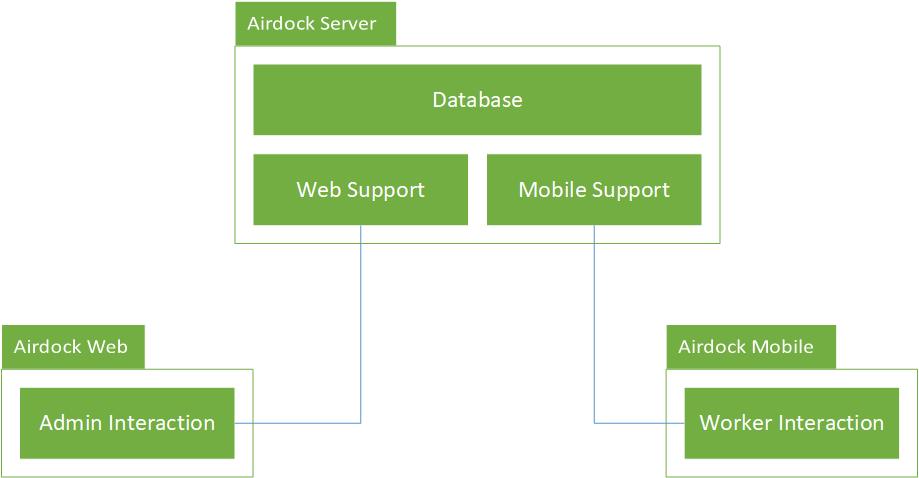 Airdock Server
Database
Web Support
Mobile Support
Airdock Web
Admin Interaction
Airdock Mobile
Worker Interaction